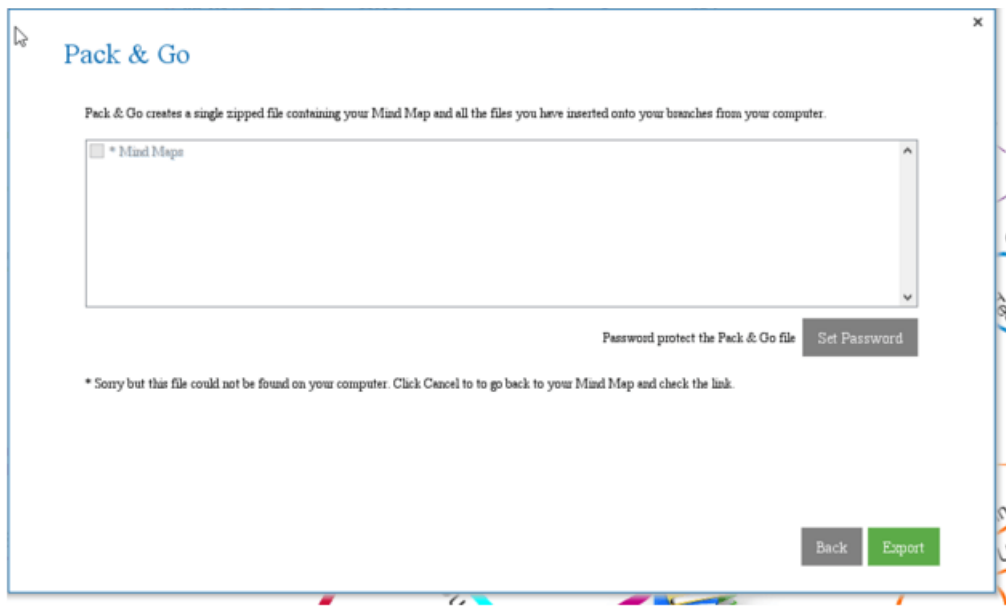 Pack & Go
Pack & Go creates a single zipped file containing your Mind Map and all the files you have inserted onto your branches from your computer.
* Mind Maps
Password protect the Pack & Go file
Set Password
* Sorry but this file could not be found on your computer. Click Cancel to to go back to your Mind Map and check the link.
Back
Export